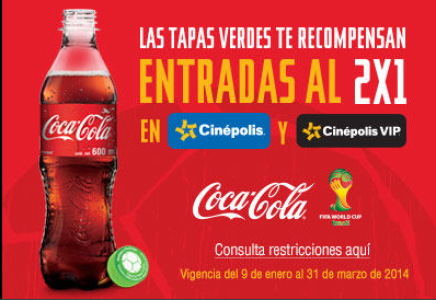 LAS TAPAS VERDES TE RECOMPENSAN
ENTRADAS AL 2X1
EN Cinépolis. Y Cinépolis VIP
Coca-Cola
600
Coca-Cola
FIFA WORLD CUP
Consulta restricciones aquí
Vigencia del 9 de enero al 31 de marzo de 2014